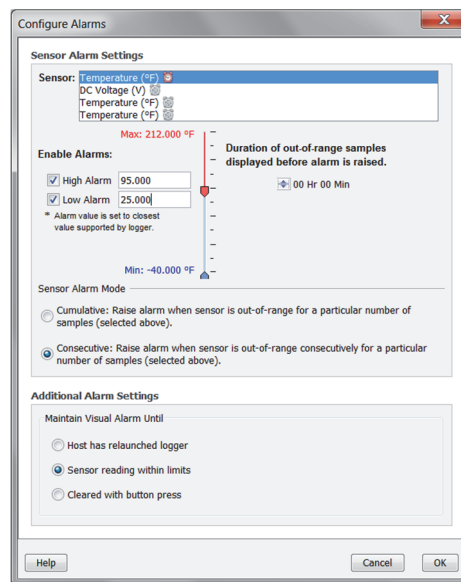 Configure Alarms
Sensor Alarm Settings
Sensor: Temperature (ºF)
DC Voltage (V)
Temperature (ºF)
Temperature (ºF)
Max: 212.000 ºF
Enable Alarms:
Duration of out-of-range samples
displayed before alarm is raised.
High Alarm 95.000
00 Hr 00 Min
Low Alarm 25.000
* Alarm value is set to closest
value supported by logger.
Min: -40.000 ºF
Sensor Alarm Mode
Cumulative: Raise alarm when sensor is out-of-range for a particular number of
samples (selected above).
Consecutive: Raise alarm when sensor is out-of-range consecutively for a particular
number of samples (selected above).
Additional Alarm Settings
Maintain Visual Alarm Until
Host has relaunched logger
Sensor reading within limits
Cleared with button press
Help
Cancel
OK